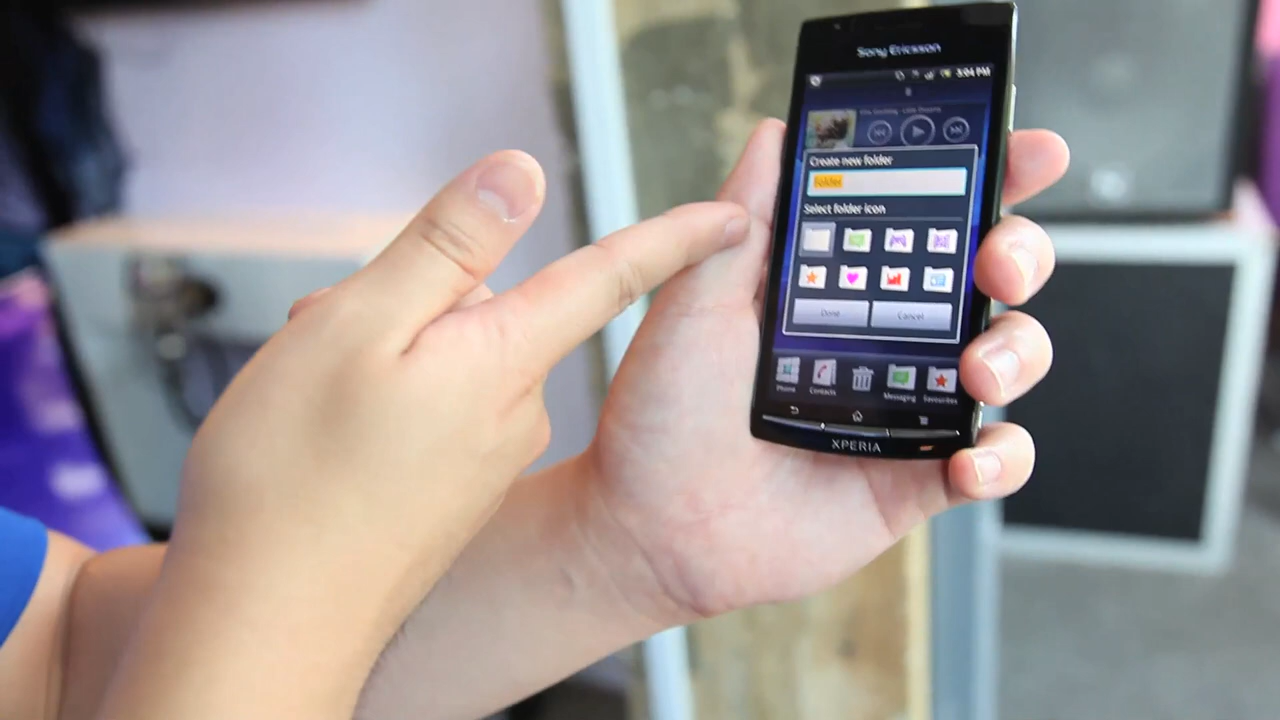 Sony Ericsson
3:04 PM
Create new folder
Folder
Select folder icon
Done
Cancel
Phone
Contacts
Messaging
Favourites
XPERIA